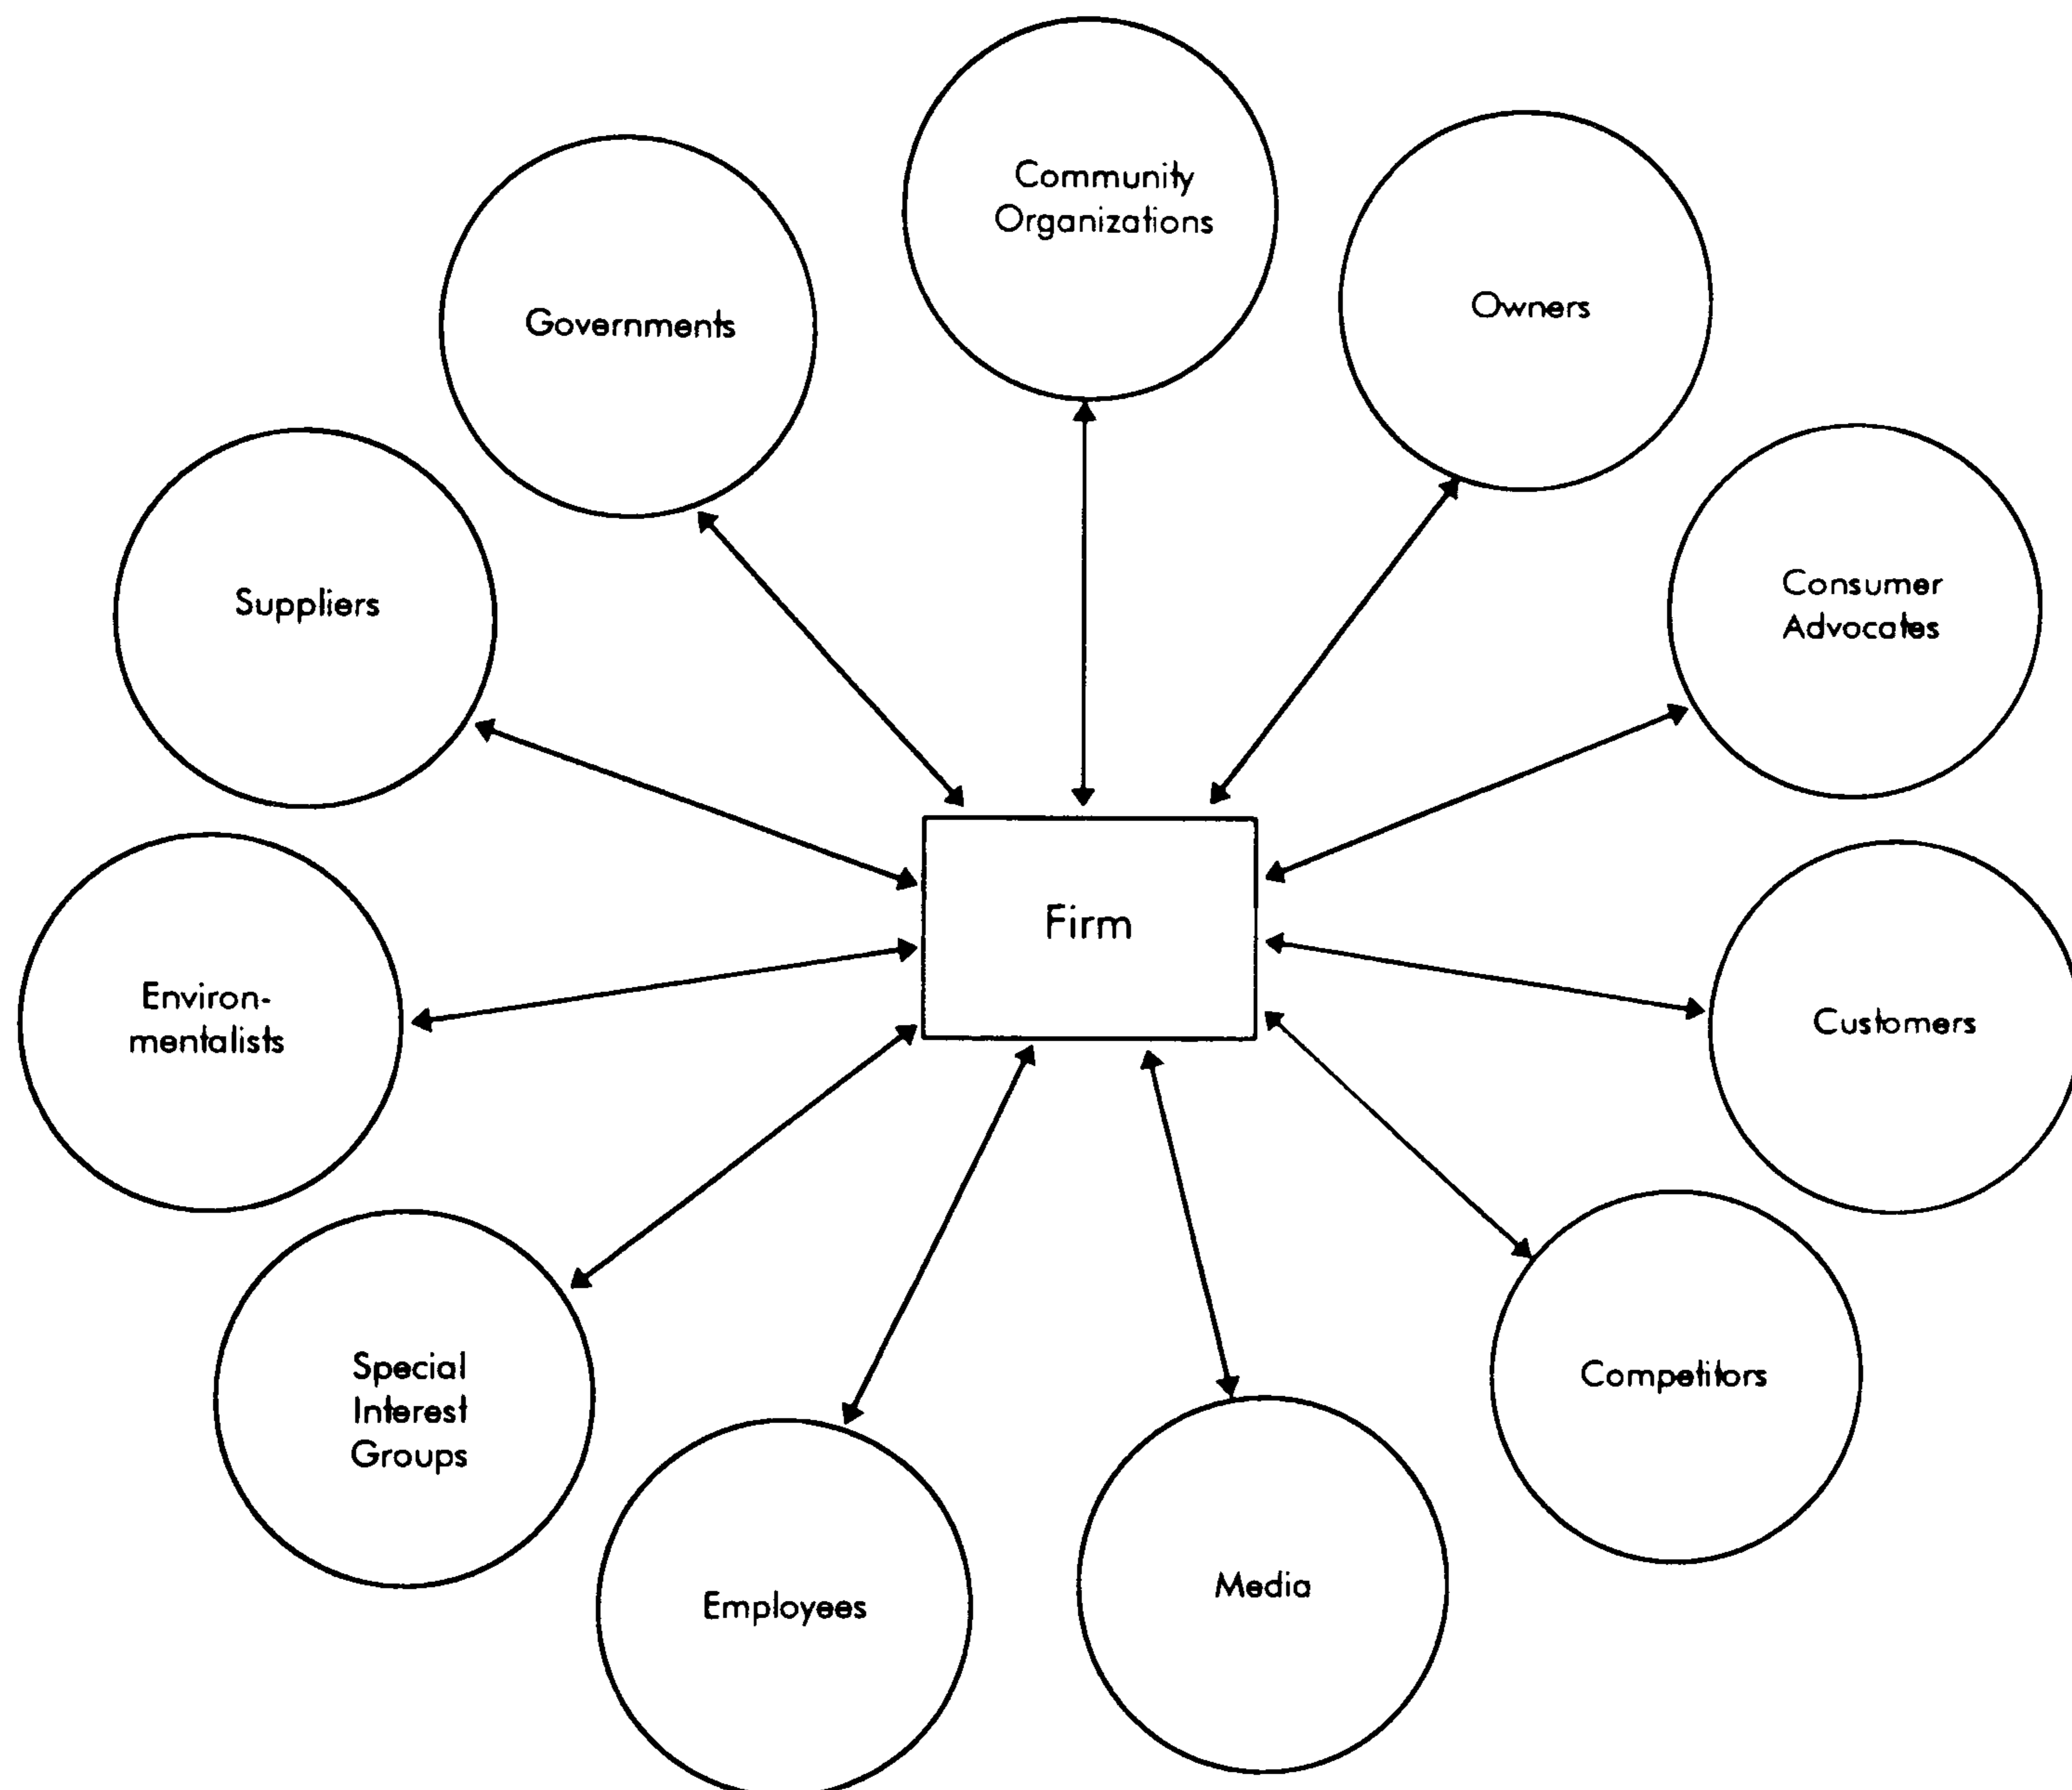 Community
Organizations
Owners
Governments
Consumer
Advocates
Suppliers
Firm
Environ-
mentalists
Customers
Special
Interest
Groups
Competitors
Employees
Media